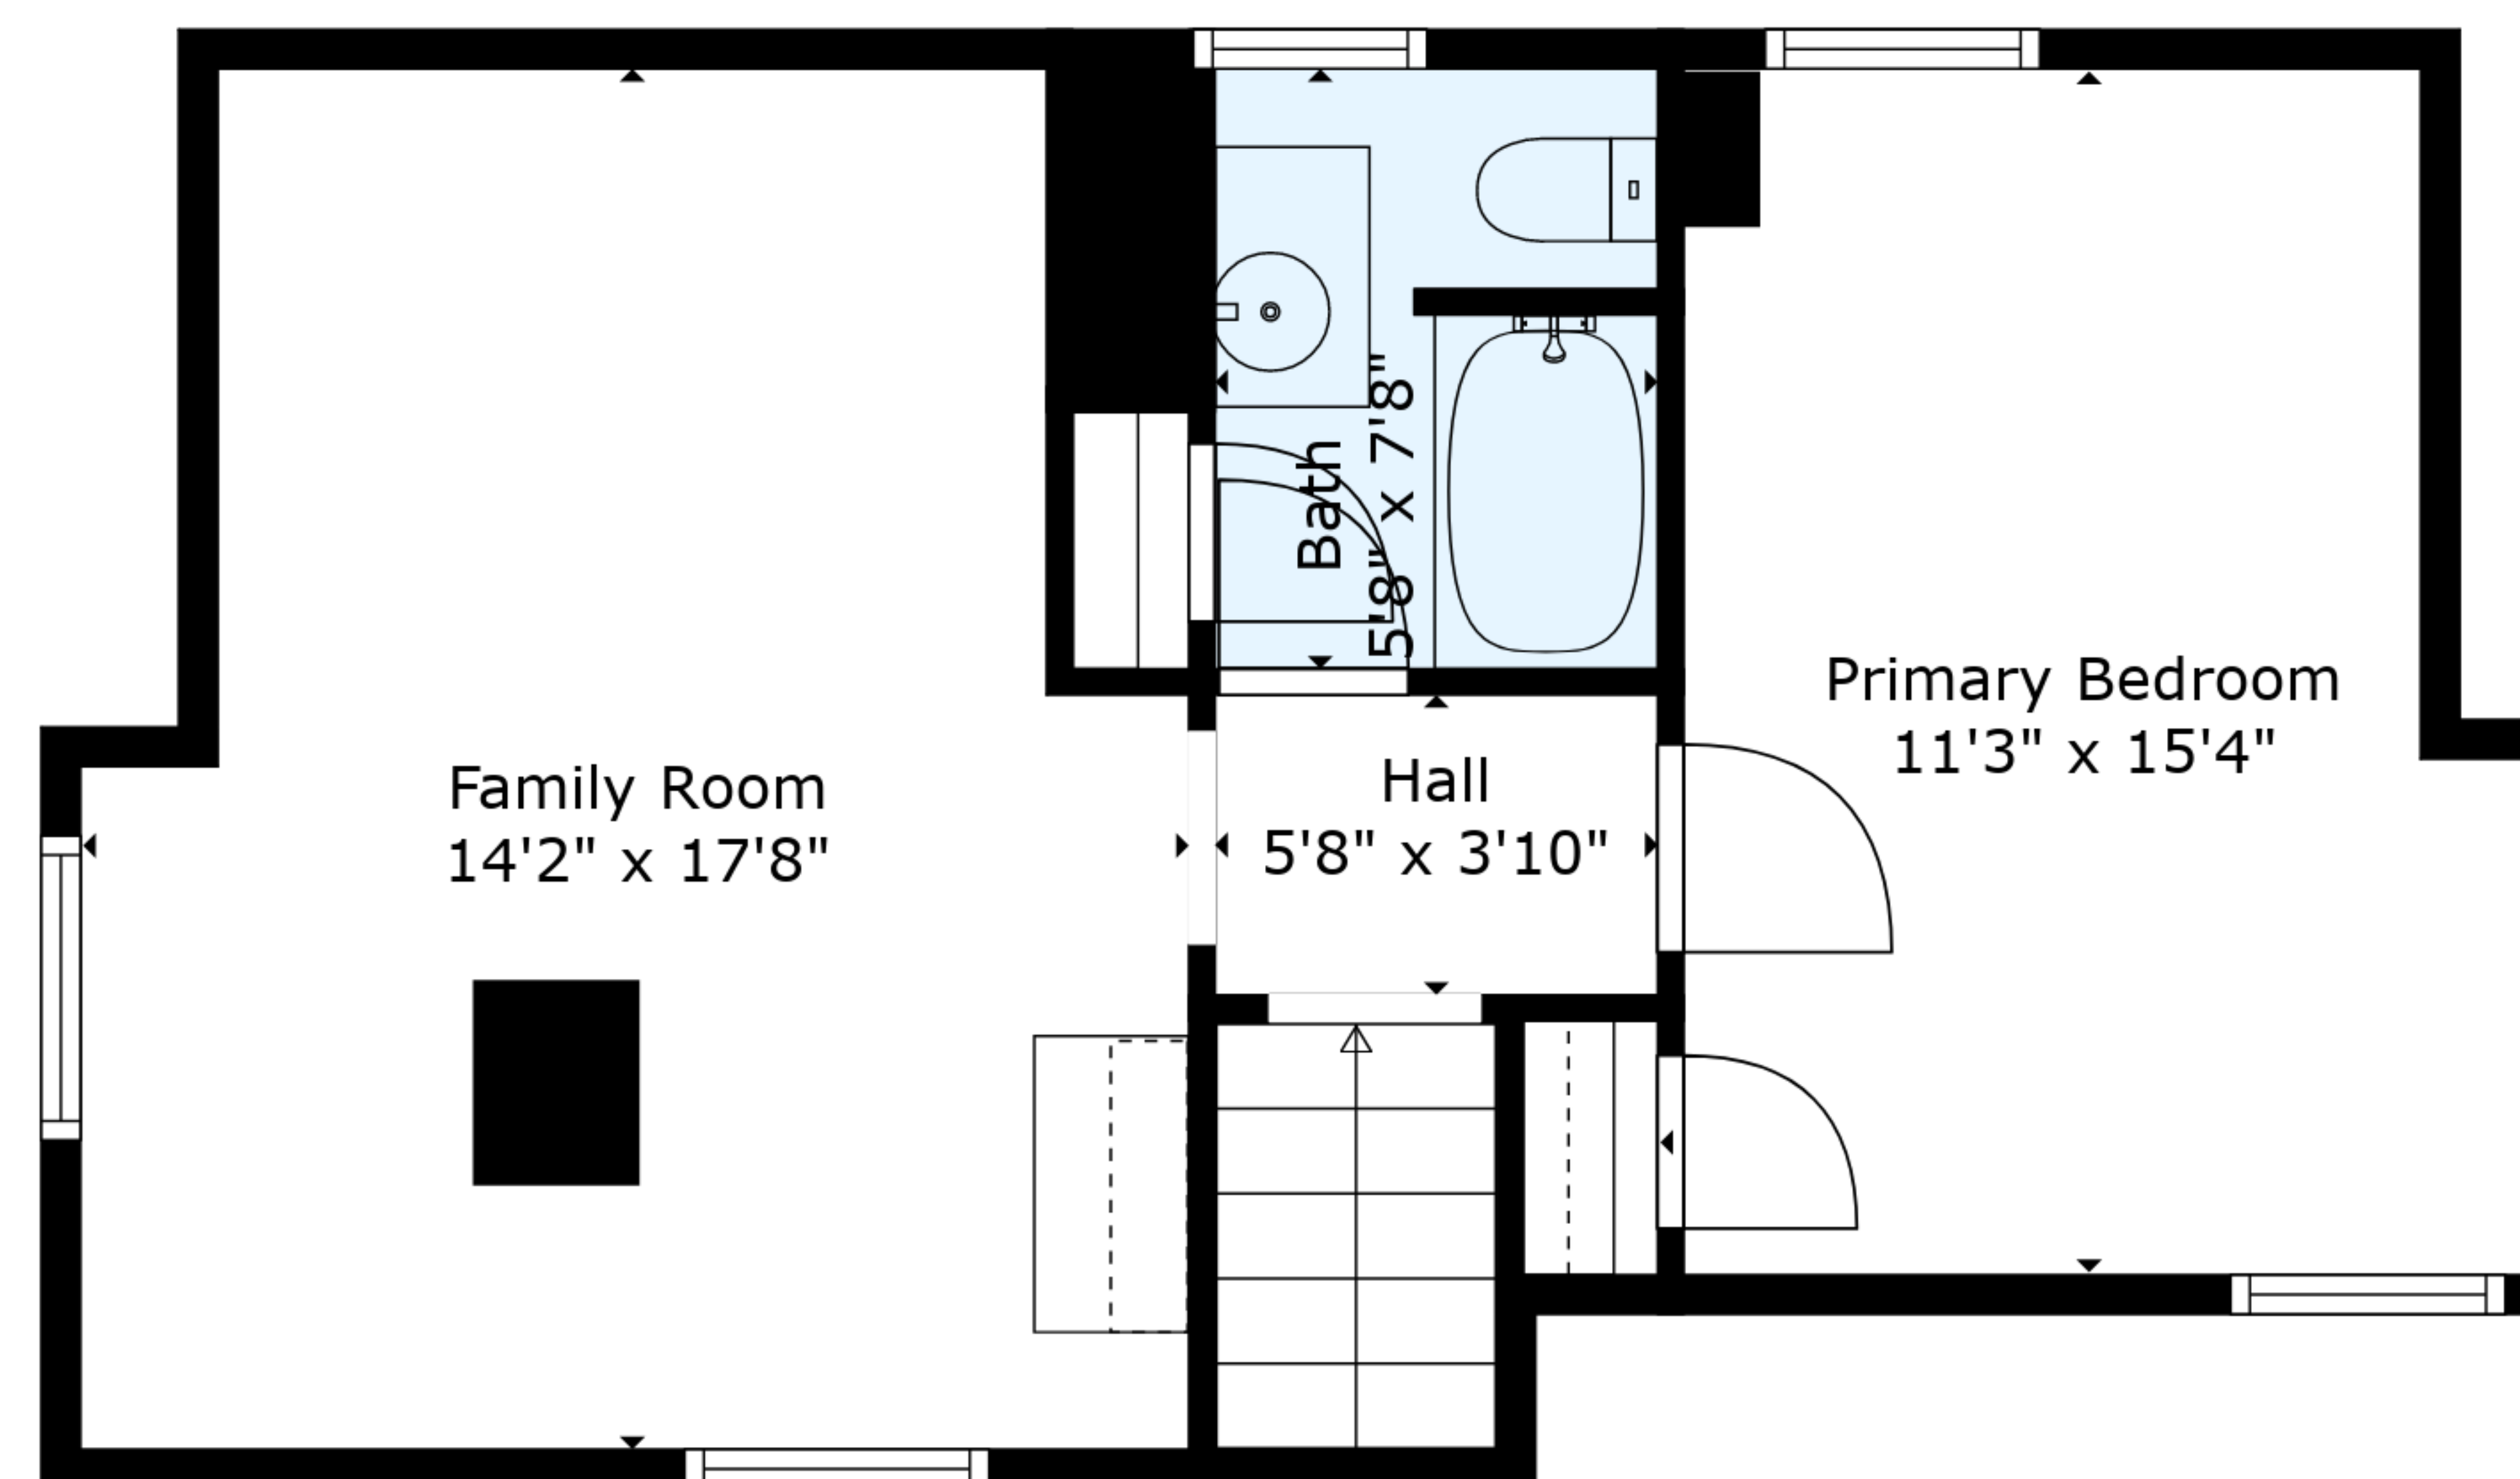 Bath
5'8" x 7'8"
Primary Bedroom
11'3" x 15'4"
Family Room
14'2" x 17'8"
Hall
5'8" x 3'10"